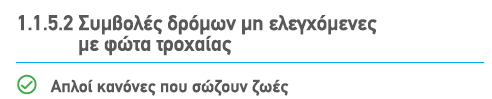 1.1.5.2 Συμβολές δρόμων μη ελεγχόμενες
με φώτα τροχαίας
Απλοί κανόνες που σώζουν ζωές